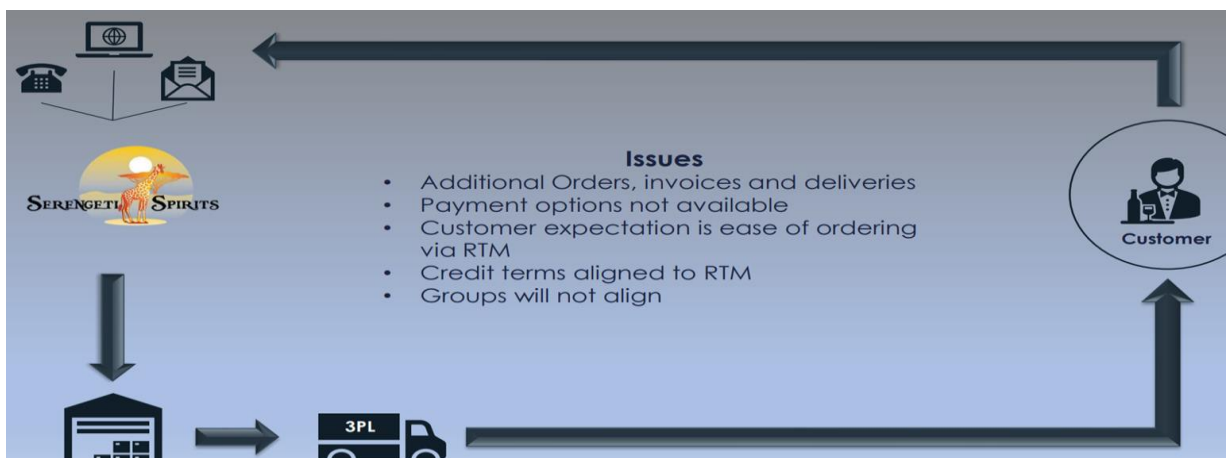 SERENGETI SPIRITS
Issues
• Additional Orders, invoices and deliveries
• Payment options not available
• Customer expectation is ease of ordering
via RTM
• Credit terms aligned to RTM
• Groups will not align
Customer
3PL